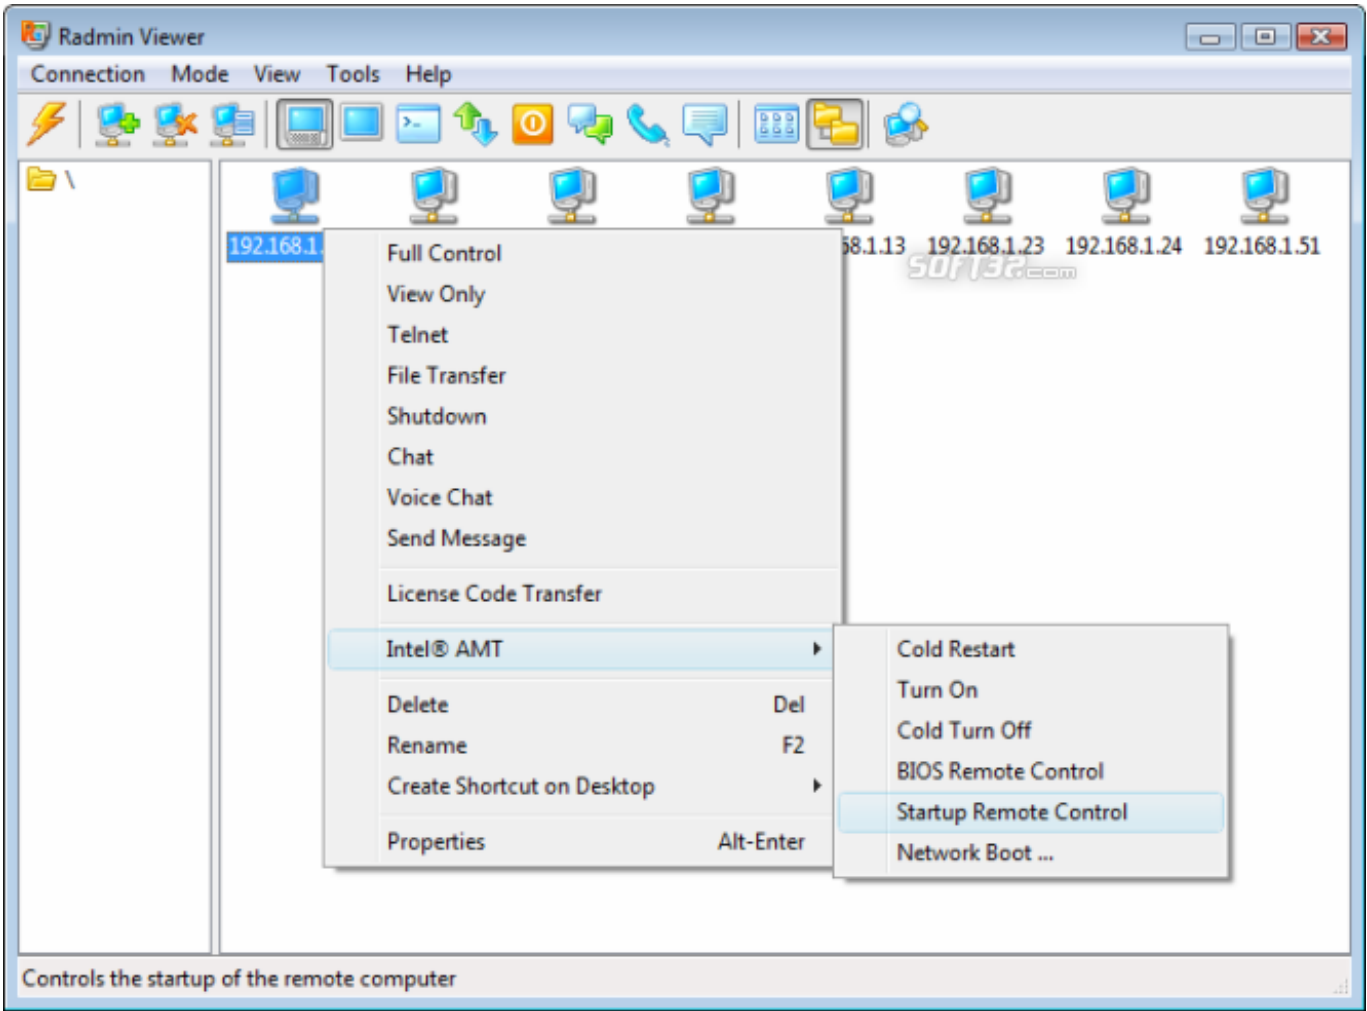 Radmin Viewer
Connection Mode View Tools Help
\
192.168.1. 68.1.13 192.168.1.23 192.168.1.24 192.168.1.51
SOFT32.com
Full Control
View Only
Telnet
File Transfer
Shutdown
Chat
Voice Chat
Send Message
License Code Transfer
Intel® AMT
Delete Del
Rename F2
Create Shortcut on Desktop
Properties Alt-Enter
Cold Restart
Turn On
Cold Turn Off
BIOS Remote Control
Startup Remote Control
Network Boot ...
Controls the startup of the remote computer